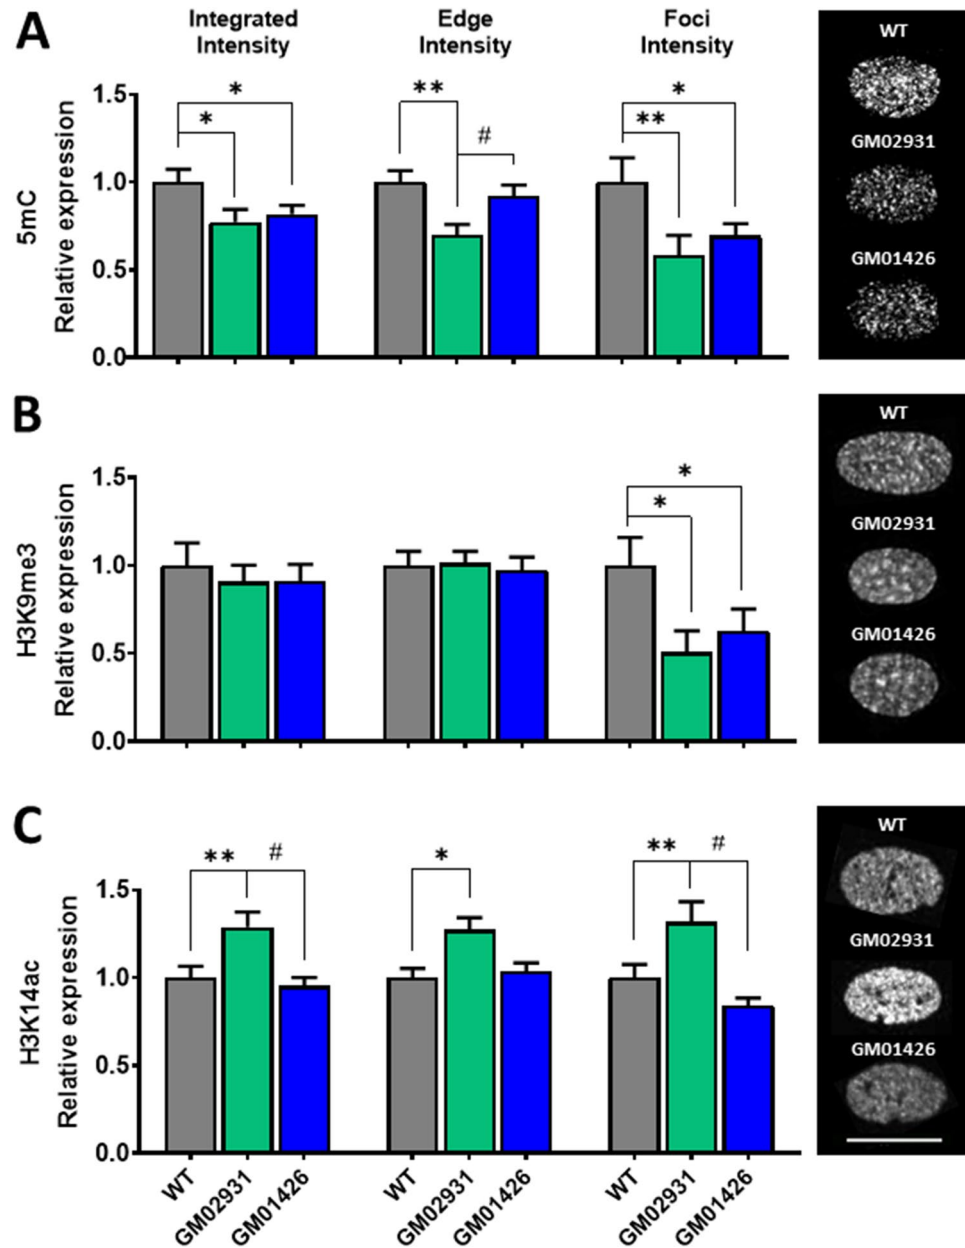 A
Integrated
Intensity
Edge
Intensity
Foci
Intensity
5mC
Relative expression
1.5
1.0
0.5
0.0
*
*
**
#
*
**
WT
GM02931
GM01426
B
H3K9me3
Relative expression
1.5
1.0
0.5
0.0
*
*
WT
GM02931
GM01426
C
H3K14ac
Relative expression
1.5
1.0
0.5
0.0
** #
*
** #
WT
GM02931
GM01426
WT
GM02931
GM01426
WT
GM02931
GM01426
WT
GM02931
GM01426